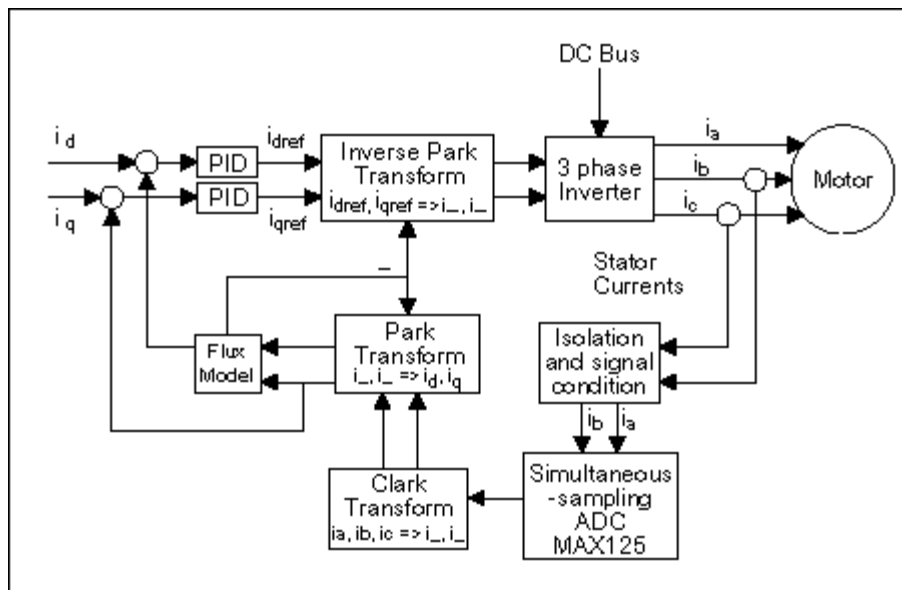 DC Bus
i d
PID
i dref
Inverse Park
Transform
idref, iqref => i_, i_
3 phase
Inverter
ia
ib
ic
Motor
i q
PID
iqref
Stator
Currents
–
Flux
Model
Park
Transform
i_, i_ => id, iq
Isolation
and signal
condition
ib
ia
Clark
Transform
ia, ib, ic => i_, i_
Simultaneous
-sampling
ADC
MAX125